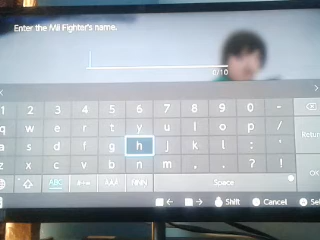 Enter the Mii Fighter's name.
0/10
1 2 3 4 5 6 7 8 9 0 - /
q w e r t y u i o p /
Return
a s d f g h j k l : '
z x c v b n m , . ? !
OK
ABC
Space
Shift Cancel